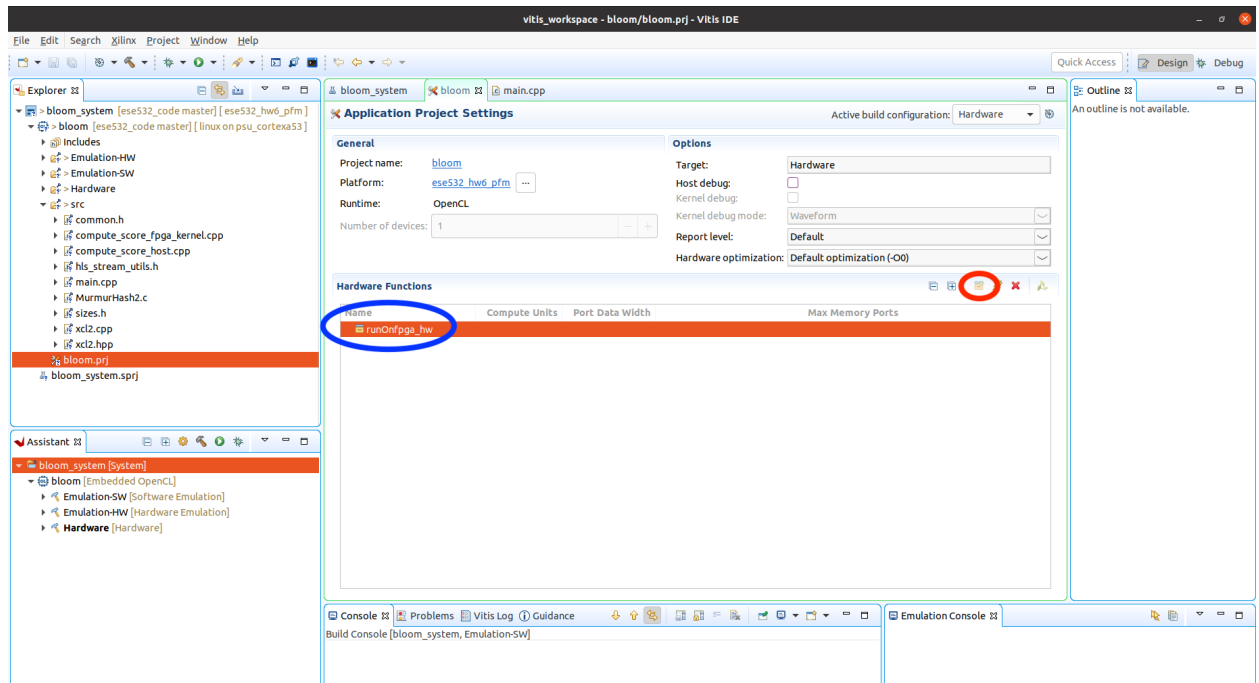 vitis_workspace - bloom/bloom.prj - Vitis IDE
File Edit Search Xilinx Project Window Help
Quick Access Design Debug
Explorer
> bloom_system [ese532_code master] [ ese532_hw6_pfm ]
> bloom [ese532_code master] [ linux on psu_cortexa53 ]
Includes
> Emulation-HW
> Emulation-SW
> Hardware
> src
common.h
compute_score_fpga_kernel.cpp
compute_score_host.cpp
hls_stream_utils.h
main.cpp
MurmurHash2.c
sizes.h
xcl2.cpp
xcl2.hpp
bloom.prj
bloom_system.sprj
Assistant
bloom_system [System]
bloom [Embedded OpenCL]
Emulation-SW [Software Emulation]
Emulation-HW [Hardware Emulation]
Hardware [Hardware]
bloom_system bloom main.cpp
Application Project Settings Active build configuration: Hardware
General
Project name: bloom
Platform: ese532_hw6_pfm ...
Runtime: OpenCL
Number of devices: 1
Options
Target: Hardware
Host debug:
Kernel debug:
Kernel debug mode: Waveform
Report level: Default
Hardware optimization: Default optimization (-O0)
Hardware Functions
Name Compute Units Port Data Width Max Memory Ports
runOnfpga_hw
Console Problems Vitis Log Guidance
Build Console [bloom_system, Emulation-SW]
Emulation Console
Outline
An outline is not available.